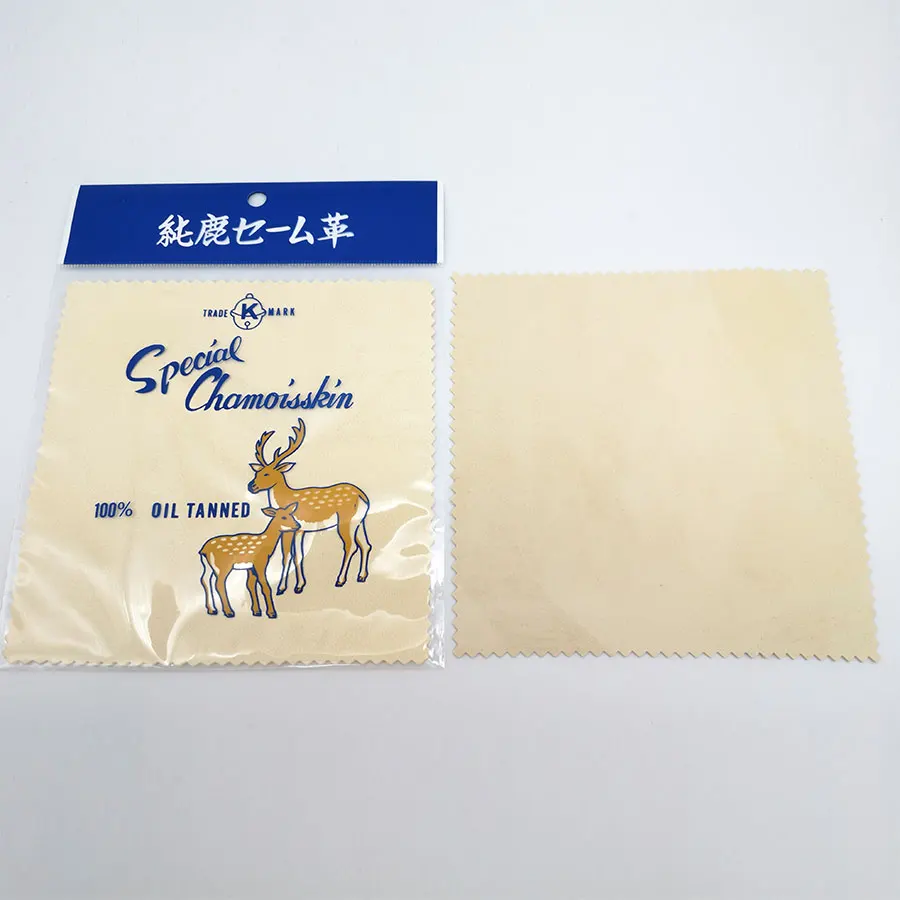 純鹿セーム革
TRADE K MARK
Special
Chamoisskin
100% OIL TANNED